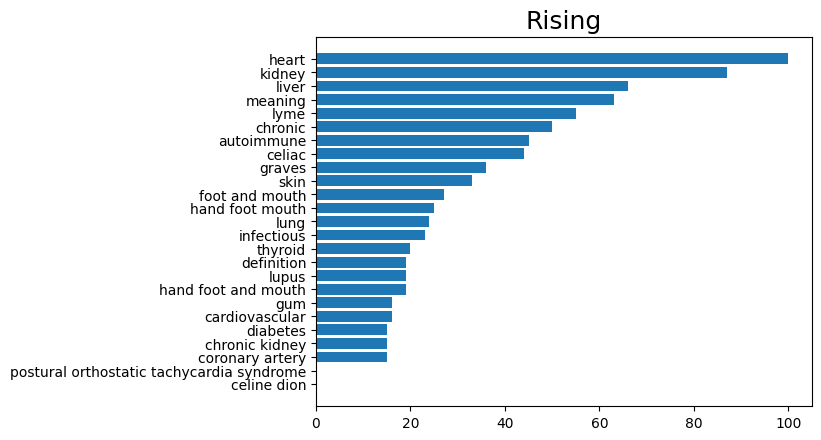 Rising
heart
kidney
liver
meaning
lyme
chronic
autoimmune
celiac
graves
skin
foot and mouth
hand foot mouth
lung
infectious
thyroid
definition
lupus
hand foot and mouth
gum
cardiovascular
diabetes
chronic kidney
coronary artery
postural orthostatic tachycardia syndrome
celine dion
0 20 40 60 80 100